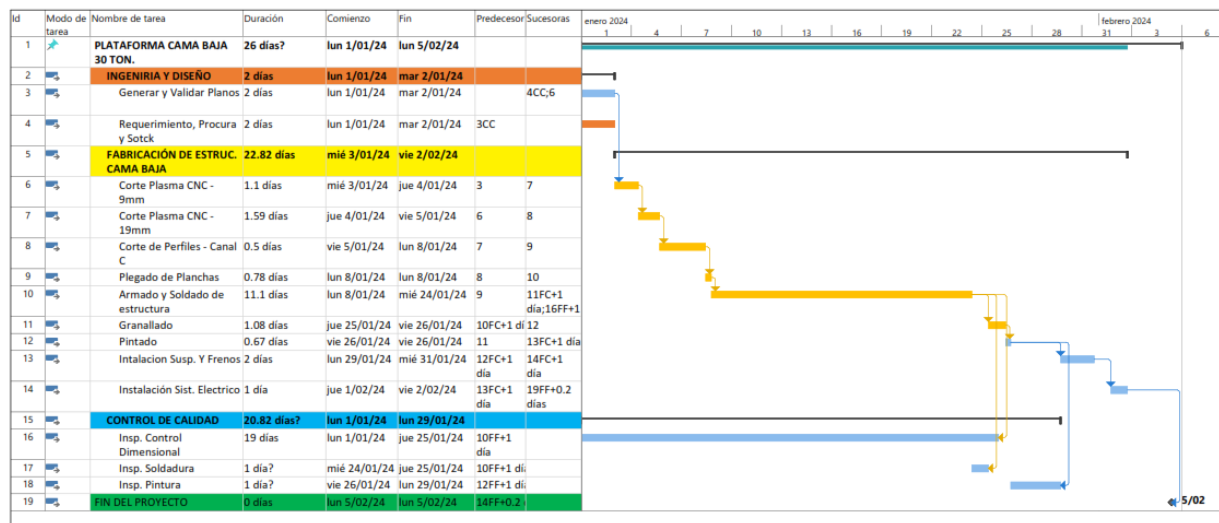 Id Modo de tarea Nombre de tarea Duración Comienzo Fin Predecesor Sucesoras
enero 2024 febrero 2024
1 4 7 10 13 16 19 22 25 28 31 3 6
1 PLATAFORMA CAMA BAJA 30 TON. 26 días? lun 1/01/24 lun 5/02/24
2 INGENIRIA Y DISEÑO 2 días lun 1/01/24 mar 2/01/24
3 Generar y Validar Planos 2 días lun 1/01/24 mar 2/01/24 4CC;6
4 Requerimiento, Procura y Sotck 2 días lun 1/01/24 mar 2/01/24 3CC
5 FABRICACIÓN DE ESTRUC. CAMA BAJA 22.82 días mié 3/01/24 vie 2/02/24
6 Corte Plasma CNC - 9mm 1.1 días mié 3/01/24 jue 4/01/24 3 7
7 Corte Plasma CNC - 19mm 1.59 días jue 4/01/24 vie 5/01/24 6 8
8 Corte de Perfiles - Canal C 0.5 días vie 5/01/24 lun 8/01/24 7 9
9 Plegado de Planchas 0.78 días lun 8/01/24 lun 8/01/24 8 10
10 Armado y Soldado de estructura 11.1 días lun 8/01/24 mié 24/01/24 9 11FC+1 día;16FF+1
11 Granallado 1.08 días jue 25/01/24 vie 26/01/24 10FC+1 dí 12
12 Pintado 0.67 días vie 26/01/24 vie 26/01/24 11 13FC+1 día
13 Intalacion Susp. Y Frenos 2 días lun 29/01/24 mié 31/01/24 12FC+1 día 14FC+1 día
14 Instalación Sist. Electrico 1 día jue 1/02/24 vie 2/02/24 13FC+1 día 19FF+0.2 días
15 CONTROL DE CALIDAD 20.82 días? lun 1/01/24 lun 29/01/24
16 Insp. Control Dimensional 19 días lun 1/01/24 jue 25/01/24 10FF+1 día
17 Insp. Soldadura 1 día? mié 24/01/24 jue 25/01/24 10FF+1 dí
18 Insp. Pintura 1 día? vie 26/01/24 lun 29/01/24 12FF+1 dí
19 FIN DEL PROYECTO 0 días lun 5/02/24 lun 5/02/24 14FF+0.2
5/02